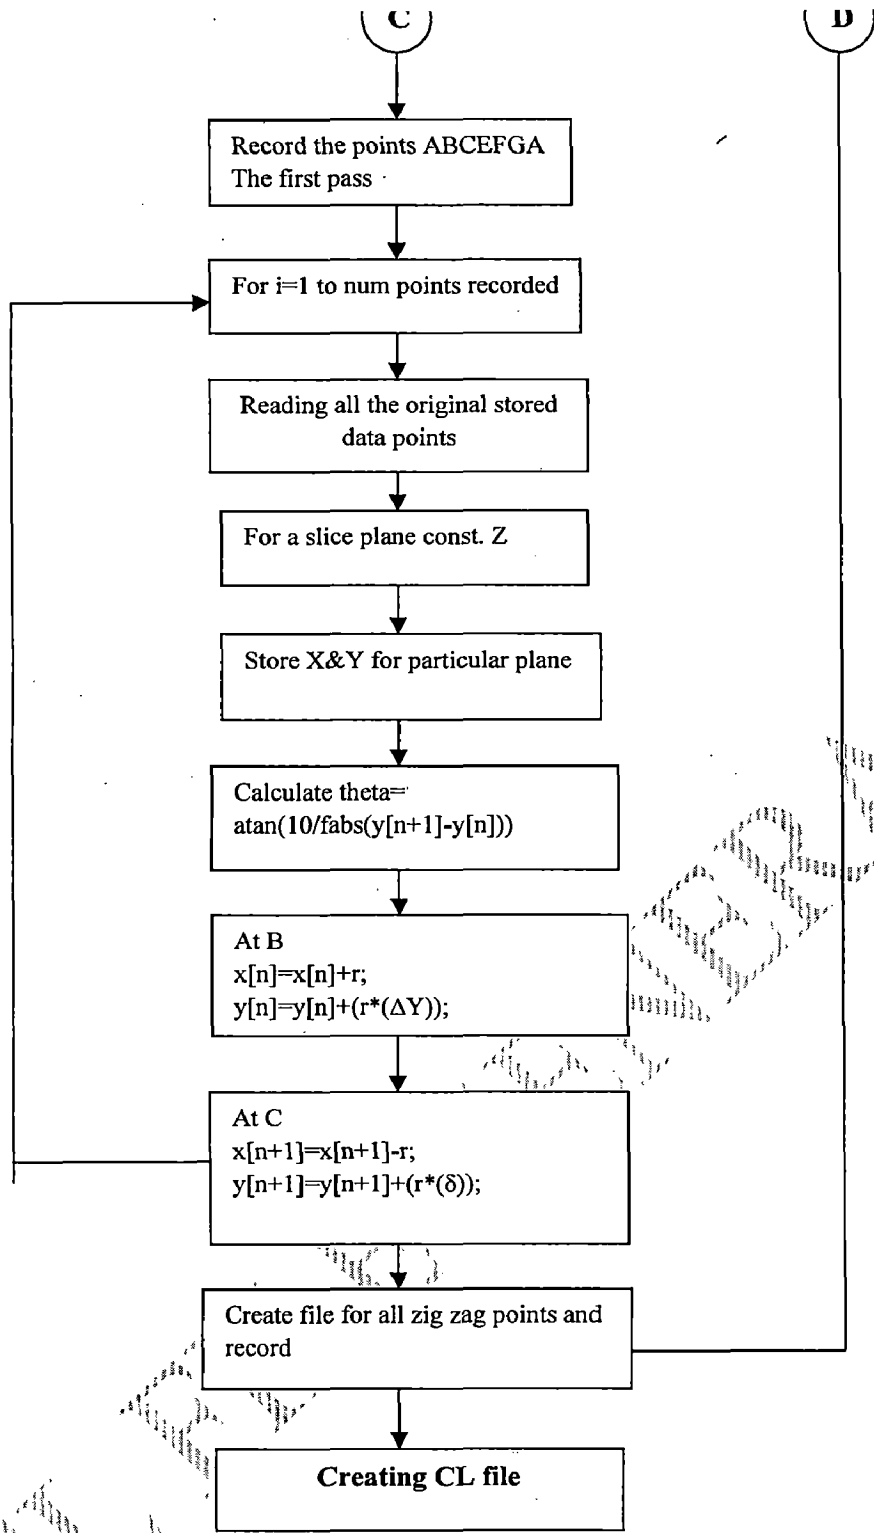 C
D
Record the points ABCEFGA
The first pass
For i=1 to num points recorded
Reading all the original stored
data points
For a slice plane const. Z
Store X&Y for particular plane
Calculate theta=
atan(10/fabs(y[n+1]-y[n]))
At B
x[n]=x[n]+r;
y[n]=y[n]+(r*(ΔY));
At C
x[n+1]=x[n+1]-r;
y[n+1]=y[n+1]+(r*(δ));
Create file for all zig zag points and
record
Creating CL file